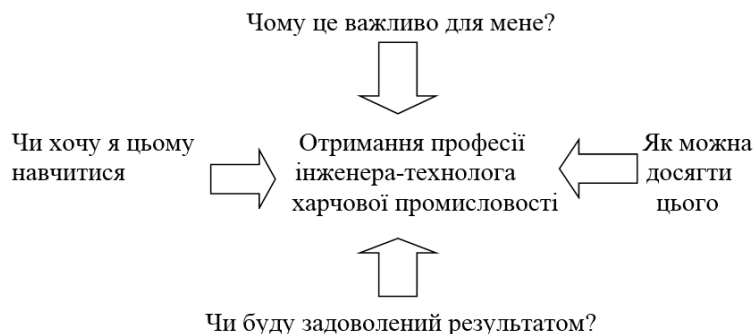 Чому це важливо для мене?
Чи хочу я цьому
навчитися
Отримання професії
інженера-технолога
харчової промисловості
Як можна
досягти
цього
Чи буду задоволений результатом?